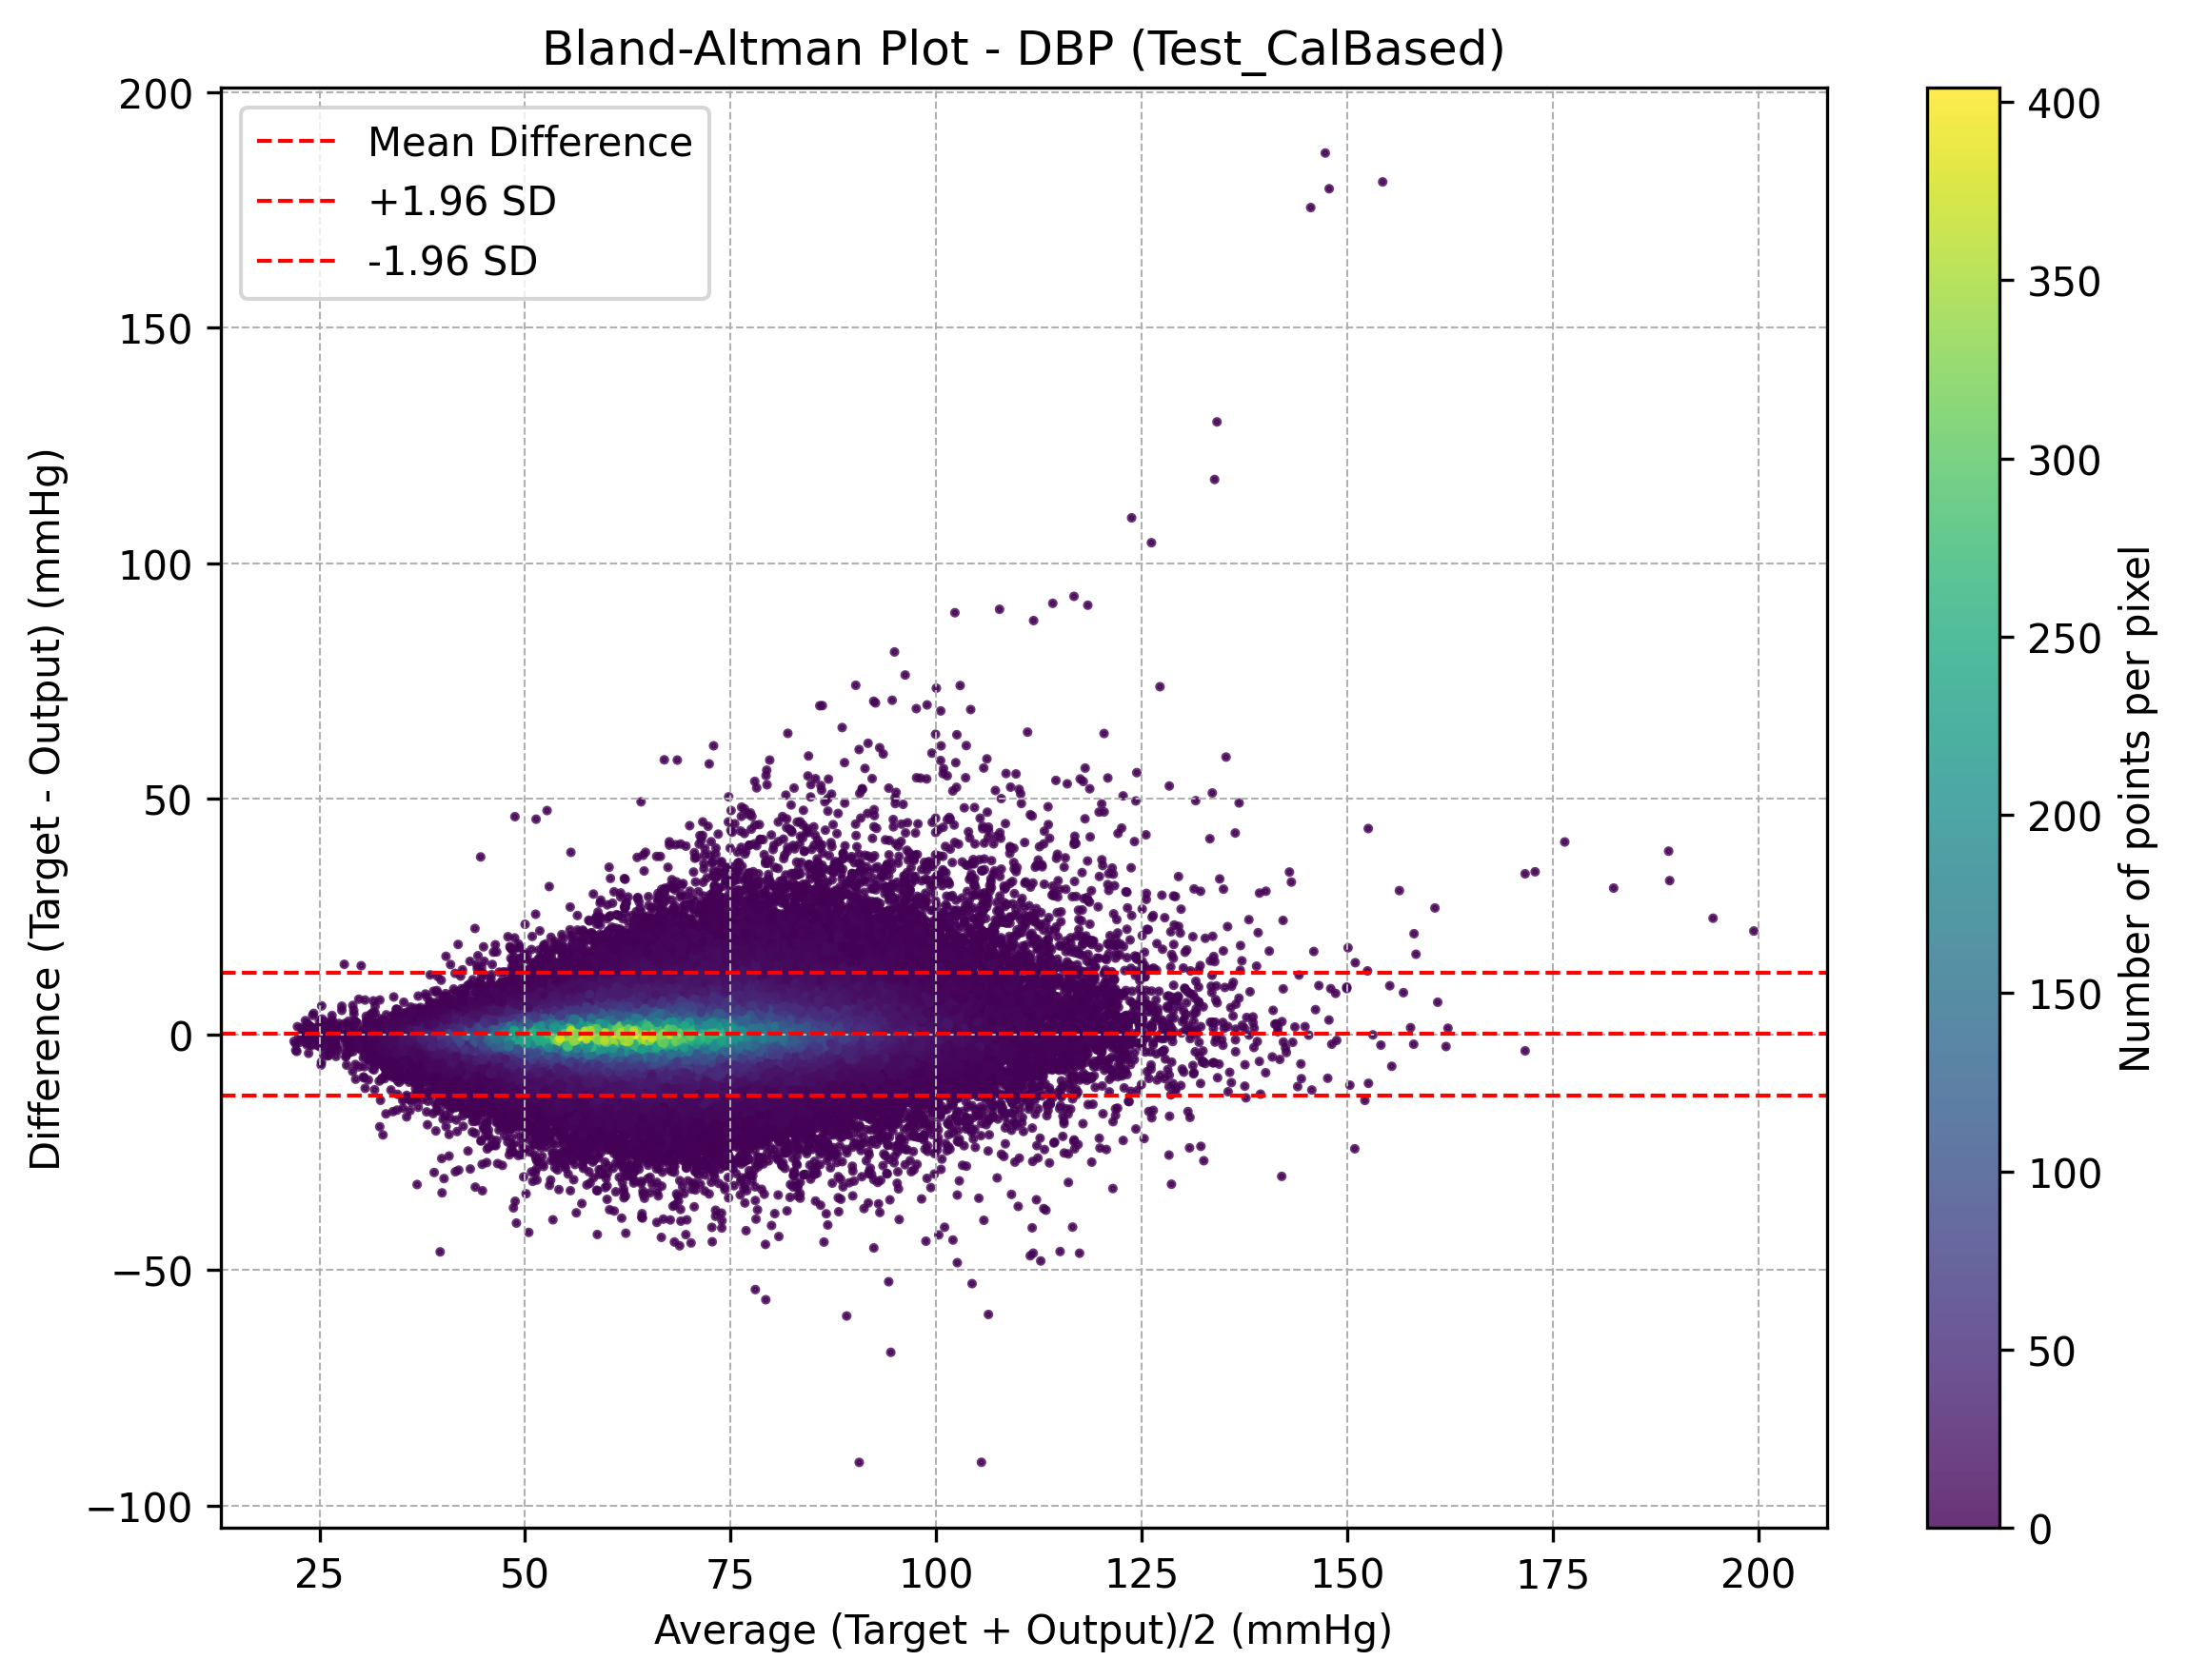 Bland-Altman Plot - DBP (Test_CalBased)
Mean Difference
+1.96 SD
-1.96 SD
Difference (Target - Output) (mmHg)
200
150
100
50
0
−50
−100
25 50 75 100 125 150 175 200
Average (Target + Output)/2 (mmHg)
400
350
300
250
200
150
100
50
0
Number of points per pixel